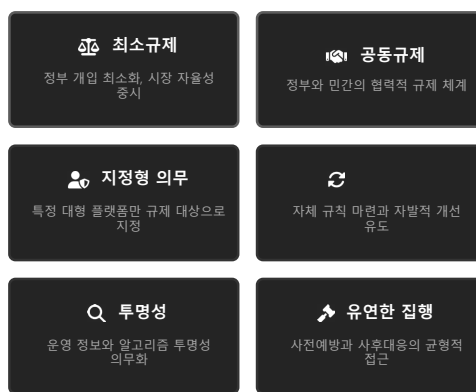 최소규제
정부 개입 최소화, 시장 자율성
중시
공동규제
정부와 민간의 협력적 규제 체계
지정형 의무
특정 대형 플랫폼만 규제 대상으로
지정
자체 규칙 마련과 자발적 개선
유도
투명성
운영 정보와 알고리즘 투명성
의무화
유연한 집행
사전예방과 사후대응의 균형적
접근